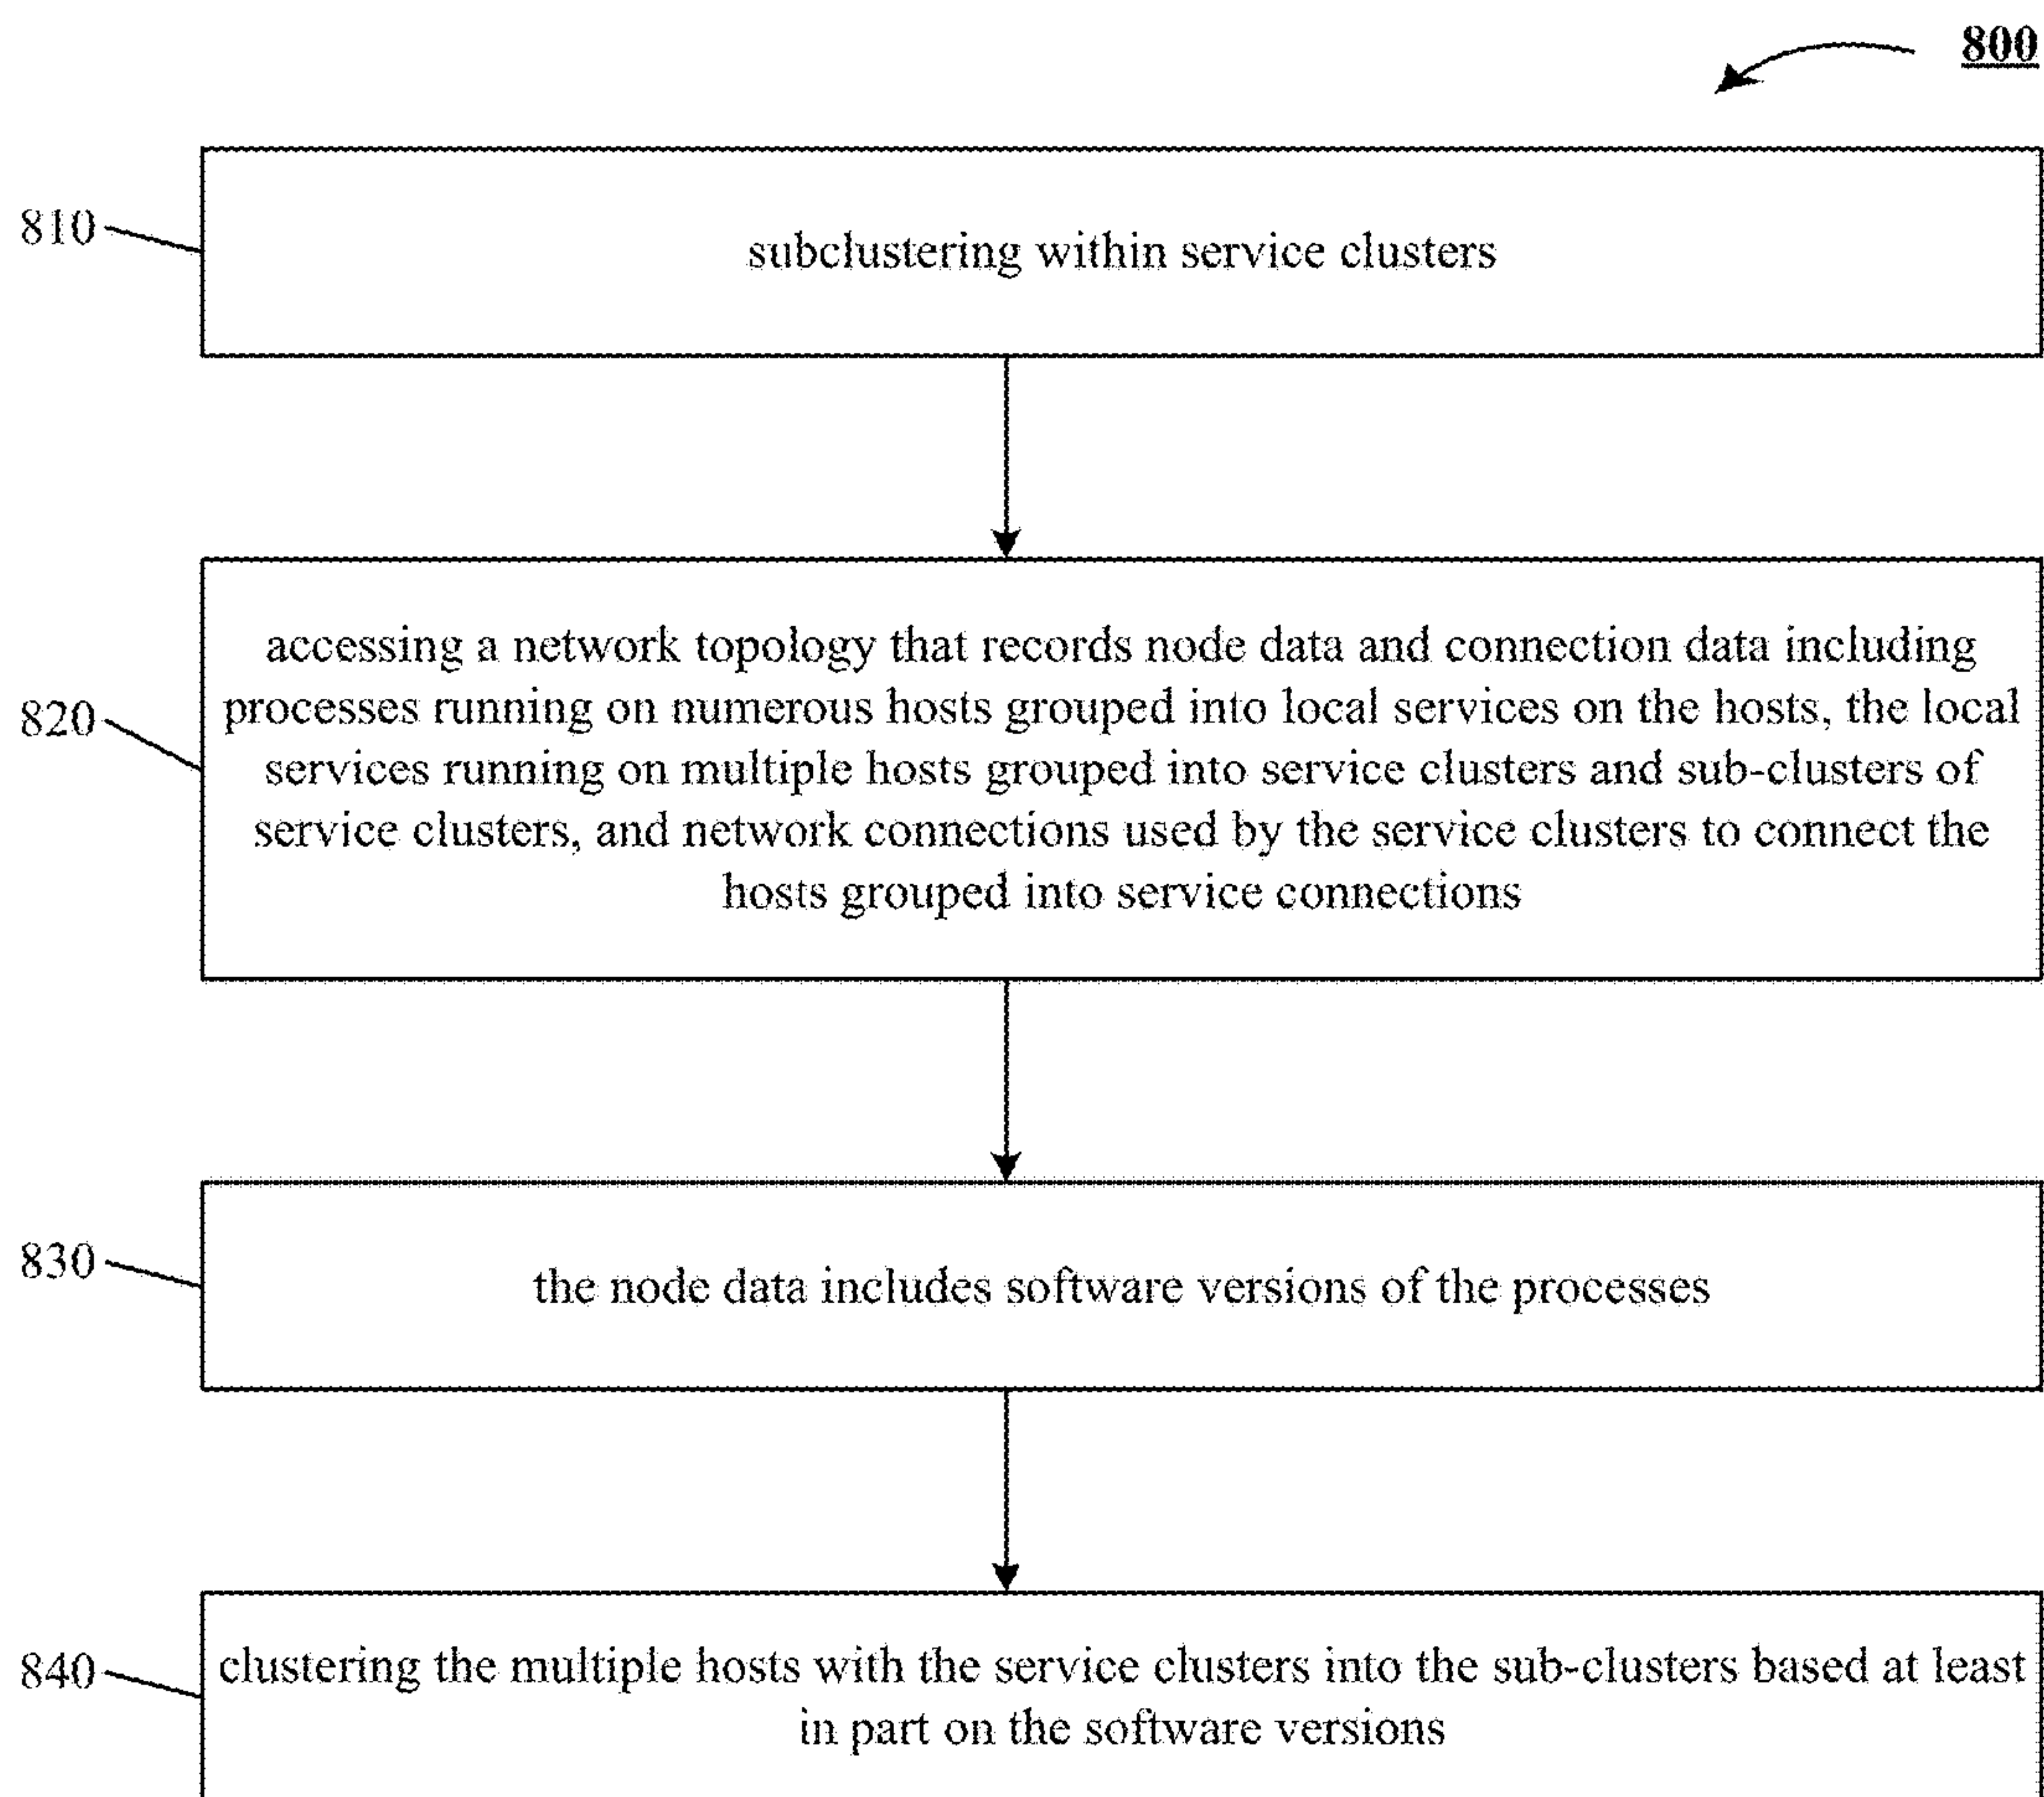 800
810
subclustering within service clusters
820
accessing a network topology that records node data and connection data including
processes running on numerous hosts grouped into local services on the hosts, the local
services running on multiple hosts grouped into service clusters and sub-clusters of
service clusters, and network connections used by the service clusters to connect the
hosts grouped into service connections
830
the node data includes software versions of the processes
840
clustering the multiple hosts with the service clusters into the sub-clusters based at least
in part on the software versions